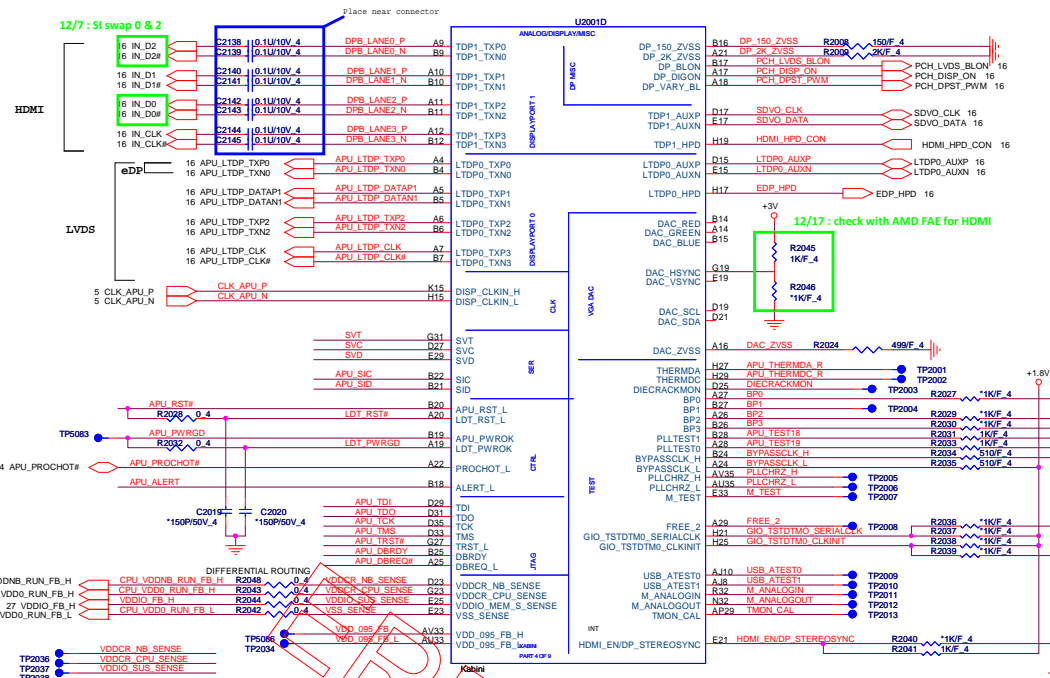 Place near connector
12/7 : SI swap 0 & 2
U2001D
ANALOG/DISPLAY/MISC
16 IN_D2 C2138 0.1U/10V_4 DPB_LANE0_P A9 TDP1_TXP0
16 IN_D2# C2139 0.1U/10V_4 DPB_LANE0_N B9 TDP1_TXN0
16 IN_D1 C2140 0.1U/10V_4 DPB_LANE1_P A10 TDP1_TXP1
16 IN_D1# C2141 0.1U/10V_4 DPB_LANE1_N B10 TDP1_TXN1
HDMI
16 IN_D0 C2142 0.1U/10V_4 DPB_LANE2_P A11 TDP1_TXP2
16 IN_D0# C2143 0.1U/10V_4 DPB_LANE2_N B11 TDP1_TXN2
16 IN_CLK C2144 0.1U/10V_4 DPB_LANE3_P A12 TDP1_TXP3
16 IN_CLK# C2145 0.1U/10V_4 DPB_LANE3_N B12 TDP1_TXN3
DISPLAYPORT 1
eDP
16 APU_LTDP_TXP0 APU_LTDP_TXP0 A4 LTDP0_TXP0
16 APU_LTDP_TXN0 APU_LTDP_TXN0 B4 LTDP0_TXN0
16 APU_LTDP_DATAP1 APU_LTDP_DATAP1 A5 LTDP0_TXP1
16 APU_LTDP_DATAN1 APU_LTDP_DATAN1 B5 LTDP0_TXN1
LVDS
16 APU_LTDP_TXP2 APU_LTDP_TXP2 A6 LTDP0_TXP2
16 APU_LTDP_TXN2 APU_LTDP_TXN2 B6 LTDP0_TXN2
16 APU_LTDP_CLK APU_LTDP_CLK A7 LTDP0_TXP3
16 APU_LTDP_CLK# APU_LTDP_CLK# B7 LTDP0_TXN3
DISPLAYPORT 0
5 CLK_APU_P CLK_APU_P K15 DISP_CLKIN_H
5 CLK_APU_N CLK_APU_N H15 DISP_CLKIN_L
CLK
SVT G31 SVT
SVC D27 SVC
SVD E29 SVD
APU_SIC B22 SIC
APU_SID B21 SID
SER
APU_RST# B20 APU_RST_L
R2028 0_4 LDT_RST# A20 LDT_RST_L
TP5083 APU_PWRGD B19 APU_PWROK
R2032 0_4 LDT_PWRGD A19 LDT_PWROK
4 APU_PROCHOT# APU_PROCHOT# A22 PROCHOT_L
APU_ALERT B18 ALERT_L
CTRL
C2019 C2020
*150P/50V_4 *150P/50V_4
APU_TDI D29 TDI
APU_TDO D31 TDO
APU_TCK D35 TCK
APU_TMS D33 TMS
APU_TRST# G27 TRST_L
APU_DBRDY B25 DBRDY
APU_DBREQ# A25 DBREQ_L
JTAG
DIFFERENTIAL ROUTING
DDNB_RUN_FB_H CPU_VDDNB_RUN_FB_H R2048 0_4 VDDCR_NB_SENSE D23 VDDCR_NB_SENSE
VDD0_RUN_FB_H CPU_VDD0_RUN_FB_H R2043 0_4 VDDCR_CPU_SENSE G23 VDDCR_CPU_SENSE
27 VDDIO_FB_H VDDIO_FB_H R2044 0_4 VDDIO_SUS_SENSE E25 VDDIO_MEM_S_SENSE
VDD0_RUN_FB_L CPU_VDD0_RUN_FB_L R2042 0_4 VSS_SENSE E23 VSS_SENSE
TP5086 VDD_095_FB AV33 VDD_095_FB_H
TP2034 VDD_095_FB_L AU33 VDD_095_FB_L
TP2036 VDDCR_NB_SENSE
TP2037 VDDCR_CPU_SENSE
TP2038 VDDIO_SUS_SENSE
KABINI
PART 4 OF 9
Kabini
DP MISC
DP_150_ZVSS B16 DP_150_ZVSS R2008 150/F_4
DP_2K_ZVSS A21 DP_2K_ZVSS R2009 2K/F_4
DP_BLON B17 PCH_LVDS_BLON PCH_LVDS_BLON 16
DP_DIGON A17 PCH_DISP_ON PCH_DISP_ON 16
DP_VARY_BL A18 PCH_DPST_PWM PCH_DPST_PWM 16
TDP1_AUXP D17 SDVO_CLK SDVO_CLK 16
TDP1_AUXN E17 SDVO_DATA SDVO_DATA 16
TDP1_HPD H19 HDMI_HPD_CON HDMI_HPD_CON 16
LTDP0_AUXP D15 LTDP0_AUXP LTDP0_AUXP 16
LTDP0_AUXN E15 LTDP0_AUXN LTDP0_AUXN 16
LTDP0_HPD H17 EDP_HPD EDP_HPD 16
+3V
12/17 : check with AMD FAE for HDMI
DAC_RED B14
DAC_GREEN A14
DAC_BLUE B15
R2045
1K/F_4
DAC_HSYNC G19
DAC_VSYNC E19
R2046
*1K/F_4
VGA DAC
DAC_SCL D19
DAC_SDA D21
DAC_ZVSS A16 DAC_ZVSS R2024 499/F_4
THERMDA H27 APU_THERMDA_R TP2001
THERMDC H29 APU_THERMDC_R TP2002
DIECRACKMON D25 DIECRACKMON TP2003
+1.8V
BP0 A27 BP0 R2027 *1K/F_4
BP1 B27 BP1 TP2004
BP2 A26 BP2 R2029 *1K/F_4
BP3 B26 BP3 R2030 *1K/F_4
PLLTEST1 B28 APU_TEST18 R2031 1K/F_4
PLLTEST0 A28 APU_TEST19 R2033 1K/F_4
BYPASSCLK_H B24 BYPASSCLK_H R2034 510/F_4
BYPASSCLK_L A24 BYPASSCLK_L R2035 510/F_4
PLLCHRZ_H AV35 PLLCHRZ_H TP2005
PLLCHRZ_L AU35 PLLCHRZ_L TP2006
M_TEST E33 M_TEST TP2007
TEST
FREE_2 A29 FREE_2 TP2008 R2036 *1K/F_4
GIO_TSTDTM0_SERIALCLK H21 GIO_TSTDTM0_SERIALCLK R2037 *1K/F_4
GIO_TSTDTM0_CLKINIT H25 GIO_TSTDTM0_CLKINIT R2038 *1K/F_4
R2039 *1K/F_4
USB_ATEST0 AJ10 USB_ATEST0 TP2009
USB_ATEST1 AJ8 USB_ATEST1 TP2010
M_ANALOGIN R32 M_ANALOGIN TP2011
M_ANALOGOUT N32 M_ANALOGOUT TP2012
TMON_CAL AP29 TMON_CAL TP2013
INT
HDMI_EN/DP_STEREOSYNC E21 HDMI_EN/DP_STEREOSYNC R2040 *1K/F_4
R2041 1K/F_4